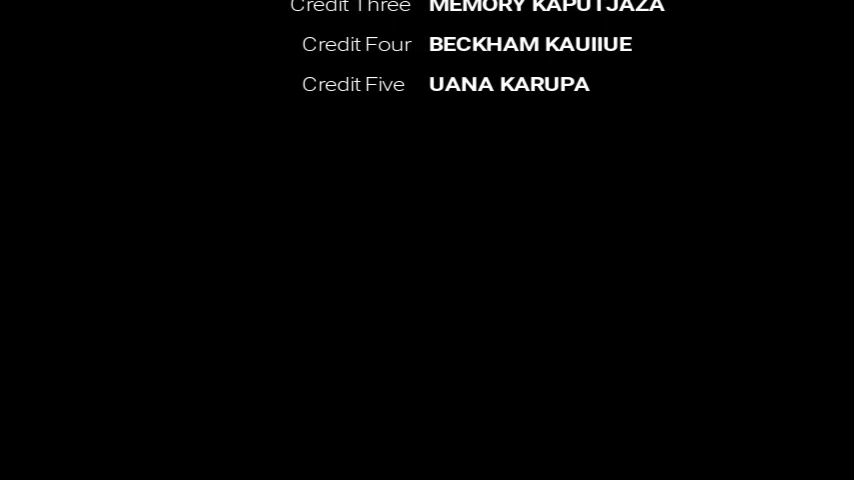 Credit Three MEMORY KAPUTJAZA
Credit Four BECKHAM KAUIIUE
Credit Five UANA KARUPA